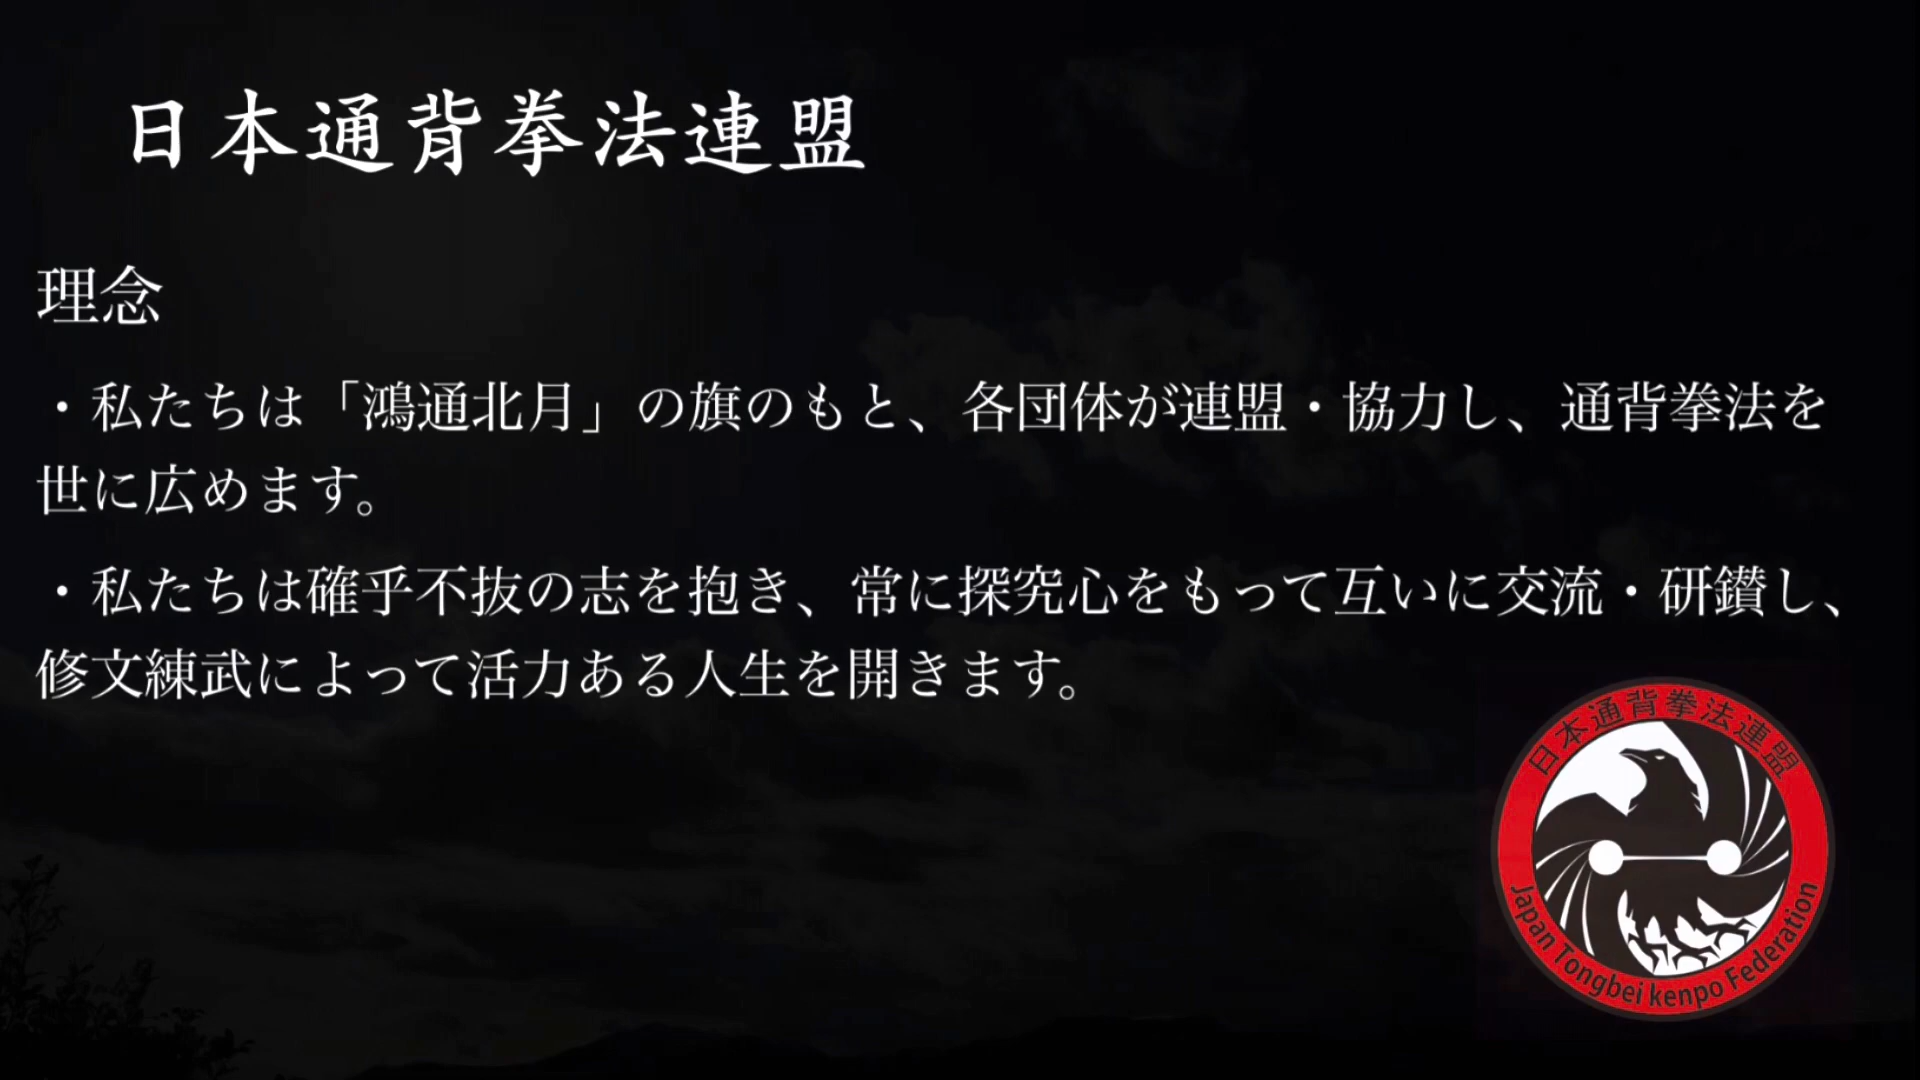 日本通背拳法連盟
理念
・私たちは「鴻通北月」の旗のもと、各団体が連盟・協力し、通背拳法を
世に広めます。
・私たちは確乎不抜の志を抱き、常に探究心をもって互いに交流・研鑚し、
修文練武によって活力ある人生を開きます。
日本通背拳法連盟
Japan Tongbei kenpo Federation